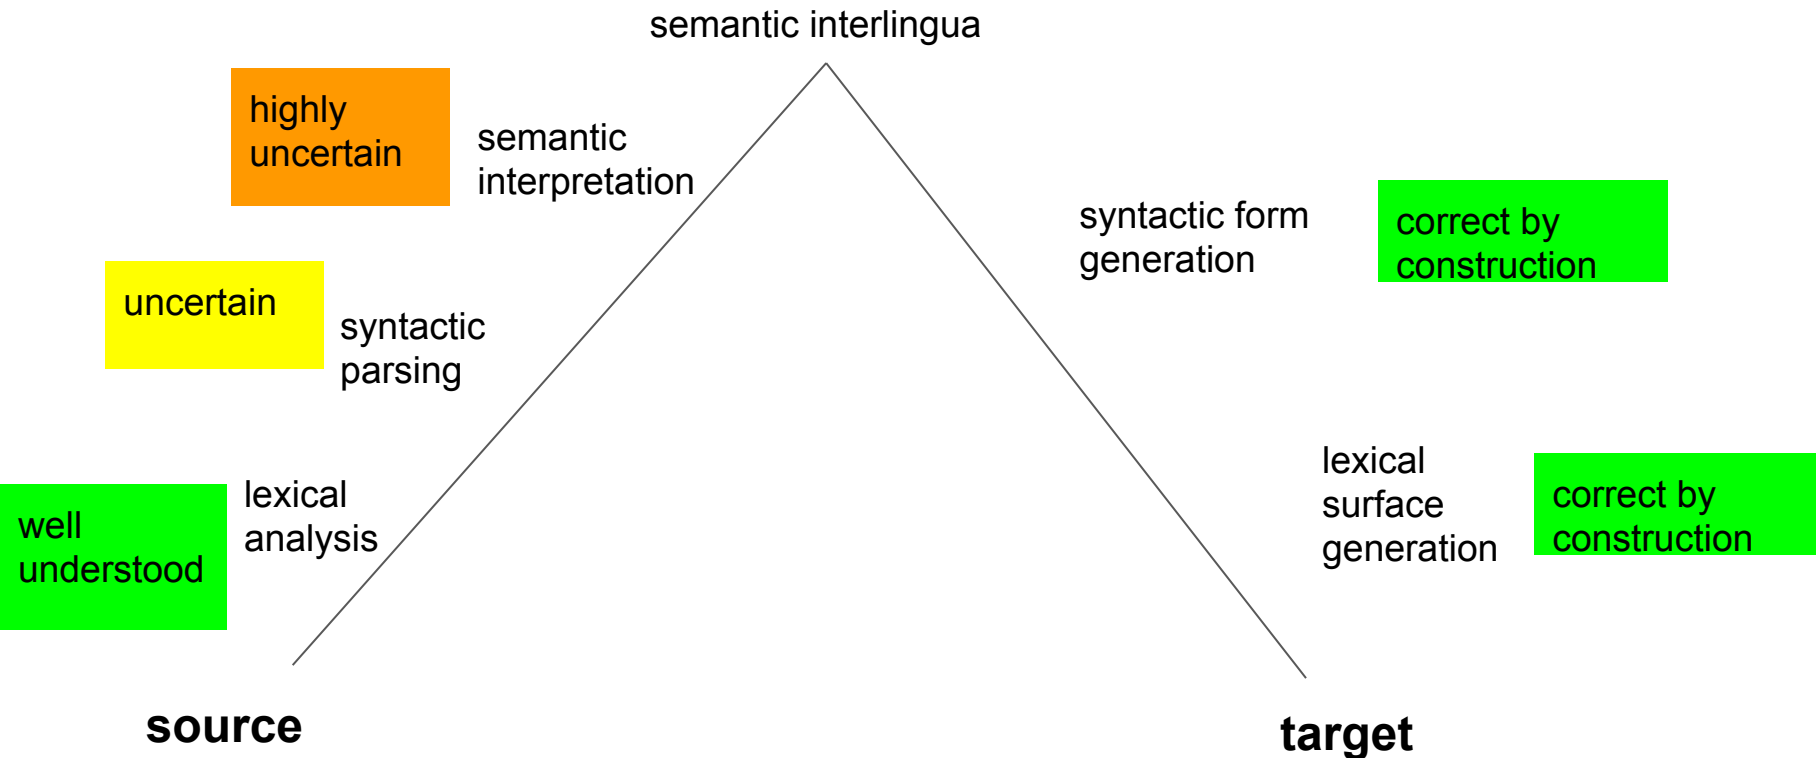 semantic interlingua
highly
uncertain
semantic
interpretation
syntactic form
generation
correct by
construction
uncertain
syntactic
parsing
lexical
analysis
well
understood
lexical
surface
generation
correct by
construction
source
target